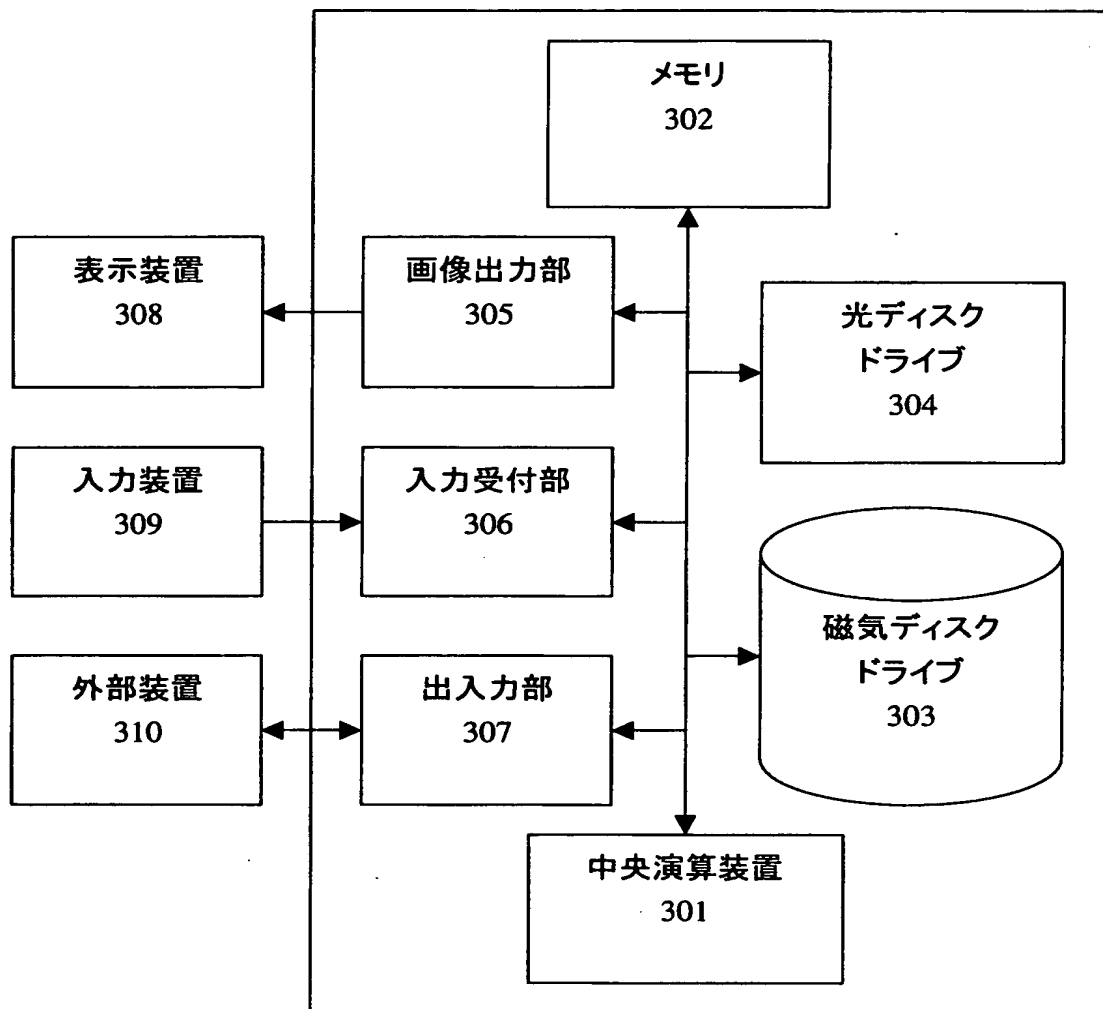 メモリ
302
表示装置
308
画像出力部
305
光ディスク
ドライブ
304
入力装置
309
入力受付部
306
磁気ディスク
ドライブ
303
外部装置
310
出入力部
307
中央演算装置
301